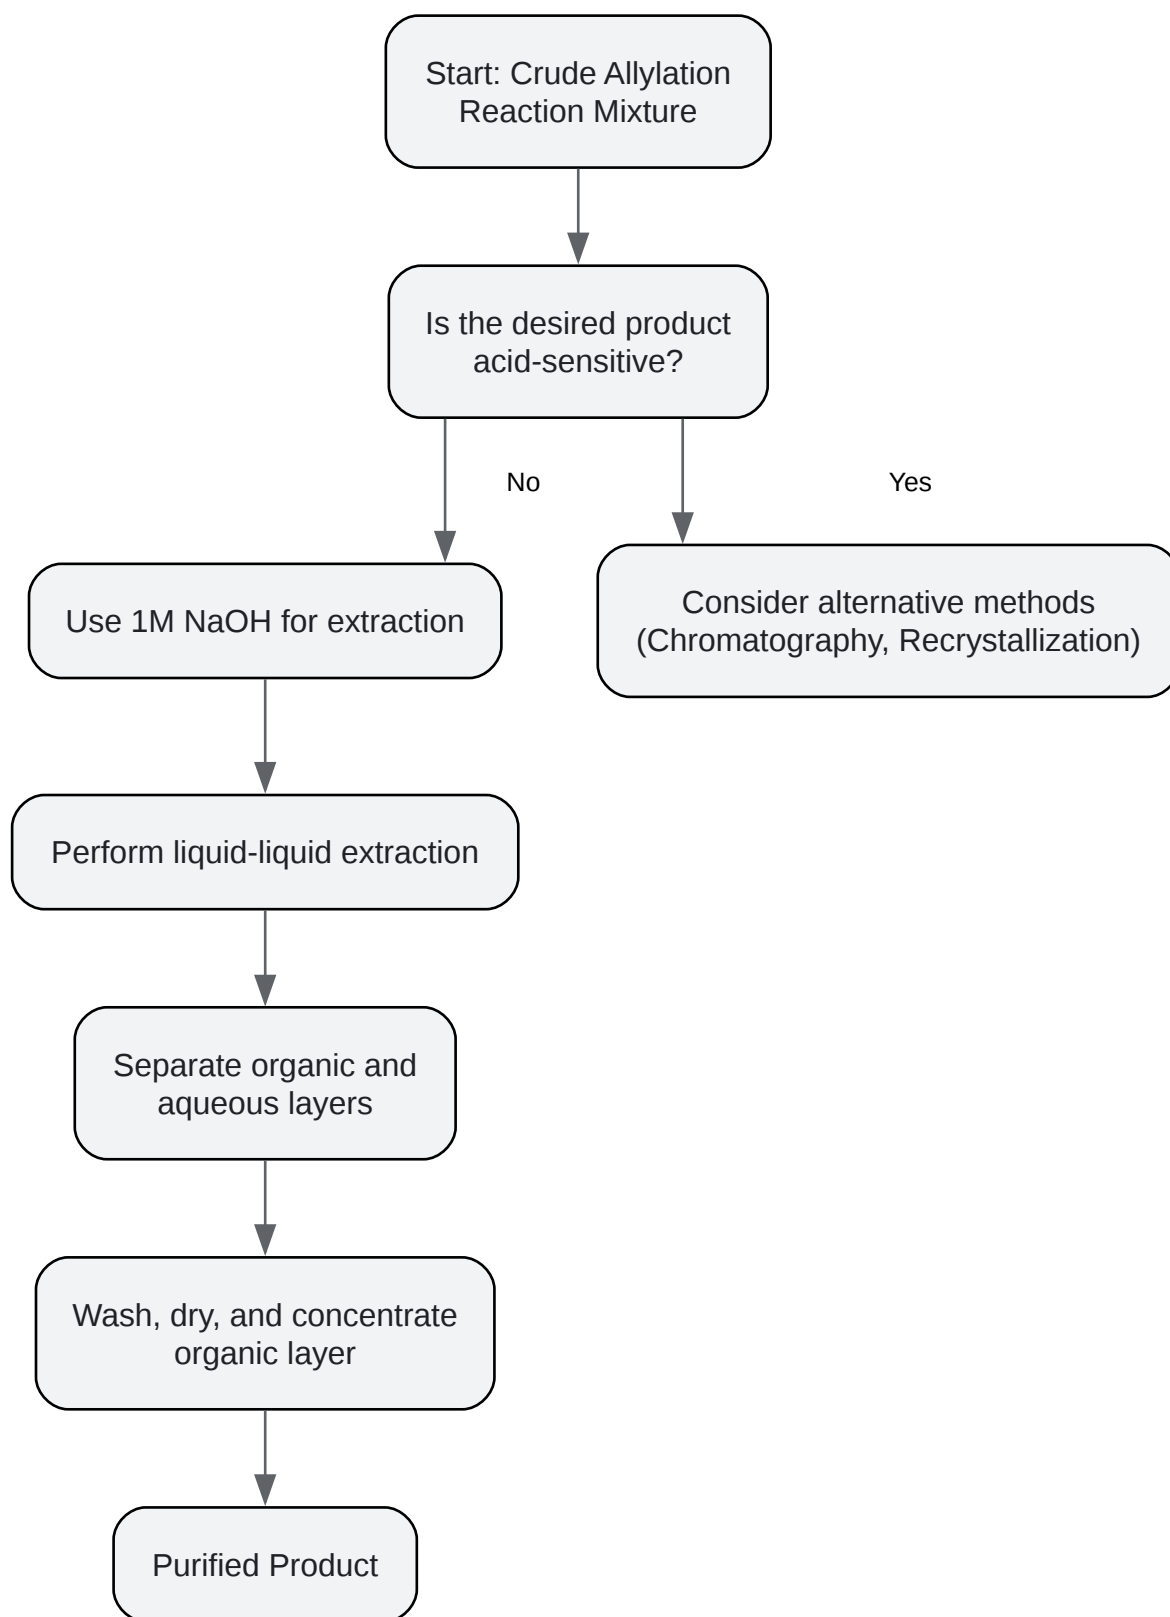 Start: Crude Allylation
Reaction Mixture
Is the desired product
acid-sensitive?
No
Yes
Use 1M NaOH for extraction
Consider alternative methods
(Chromatography, Recrystallization)
Perform liquid-liquid extraction
Separate organic and
aqueous layers
Wash, dry, and concentrate
organic layer
Purified Product